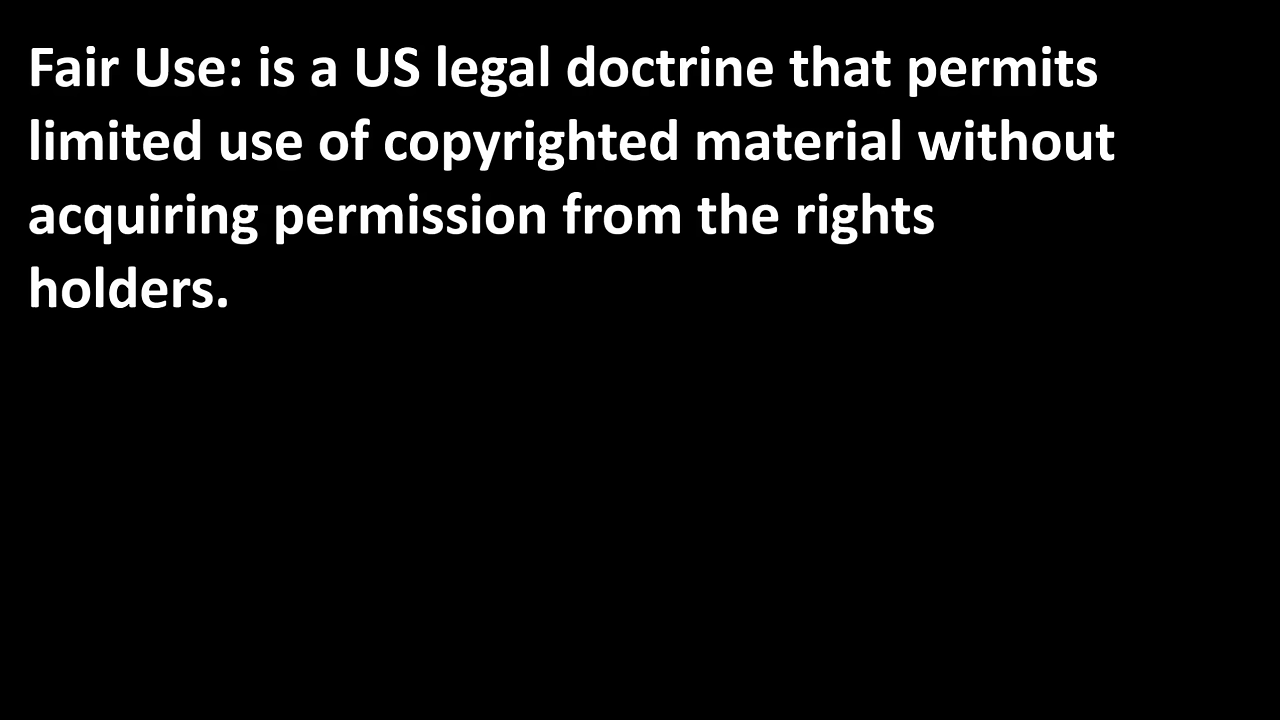 Fair Use: is a US legal doctrine that permits
limited use of copyrighted material without
acquiring permission from the rights
holders.